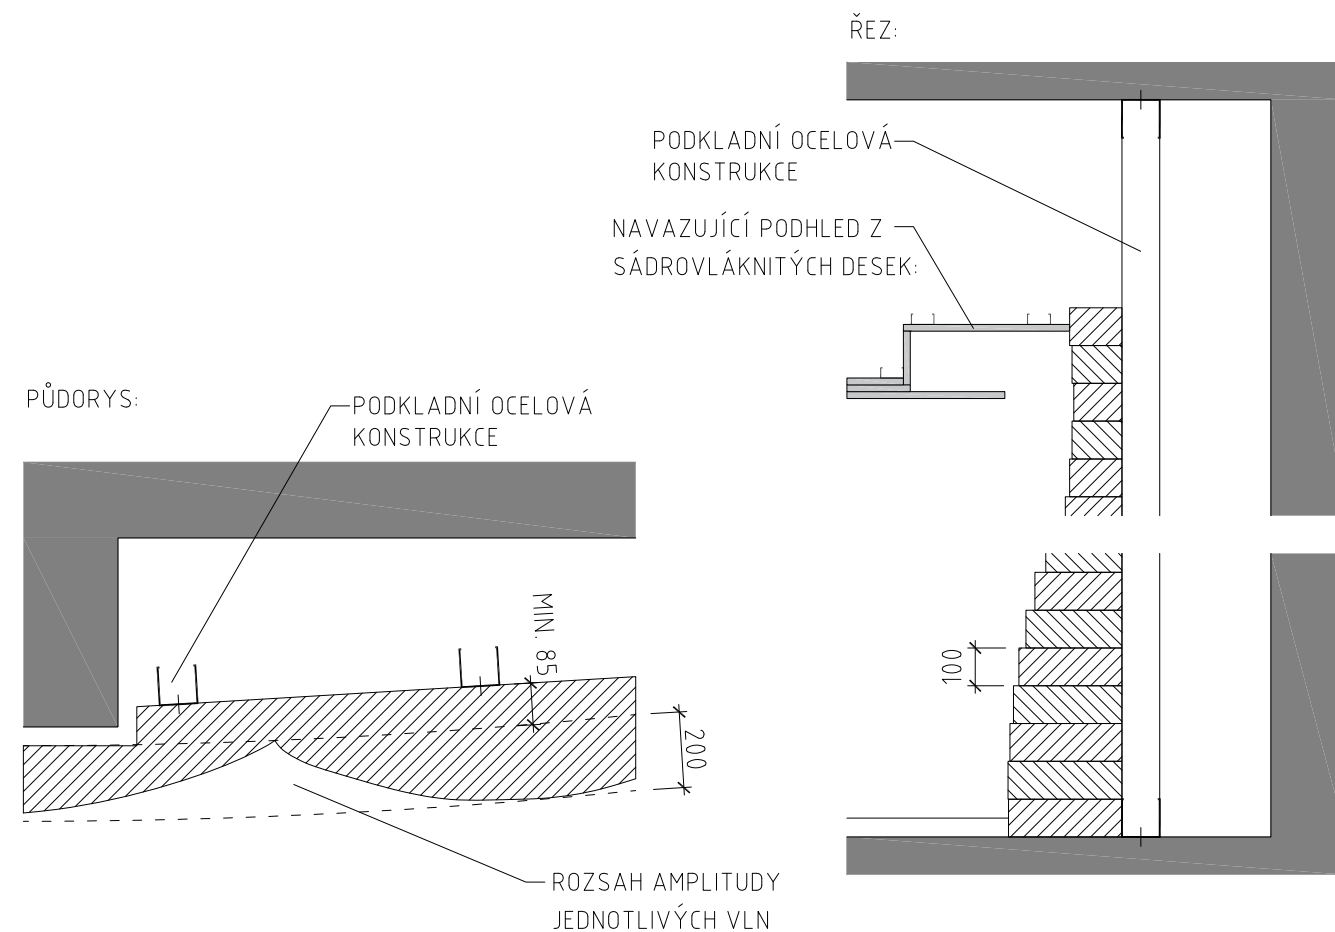 ŘEZ:
PODKLADNÍ OCELOVÁ
KONSTRUKCE
NAVAZUJÍCÍ PODHLED Z
SÁDROVLÁKNITÝCH DESEK:
PŮDORYS:
PODKLADNÍ OCELOVÁ
KONSTRUKCE
MIN. 85
100
200
ROZSAH AMPLITUDY
JEDNOTLIVÝCH VLN